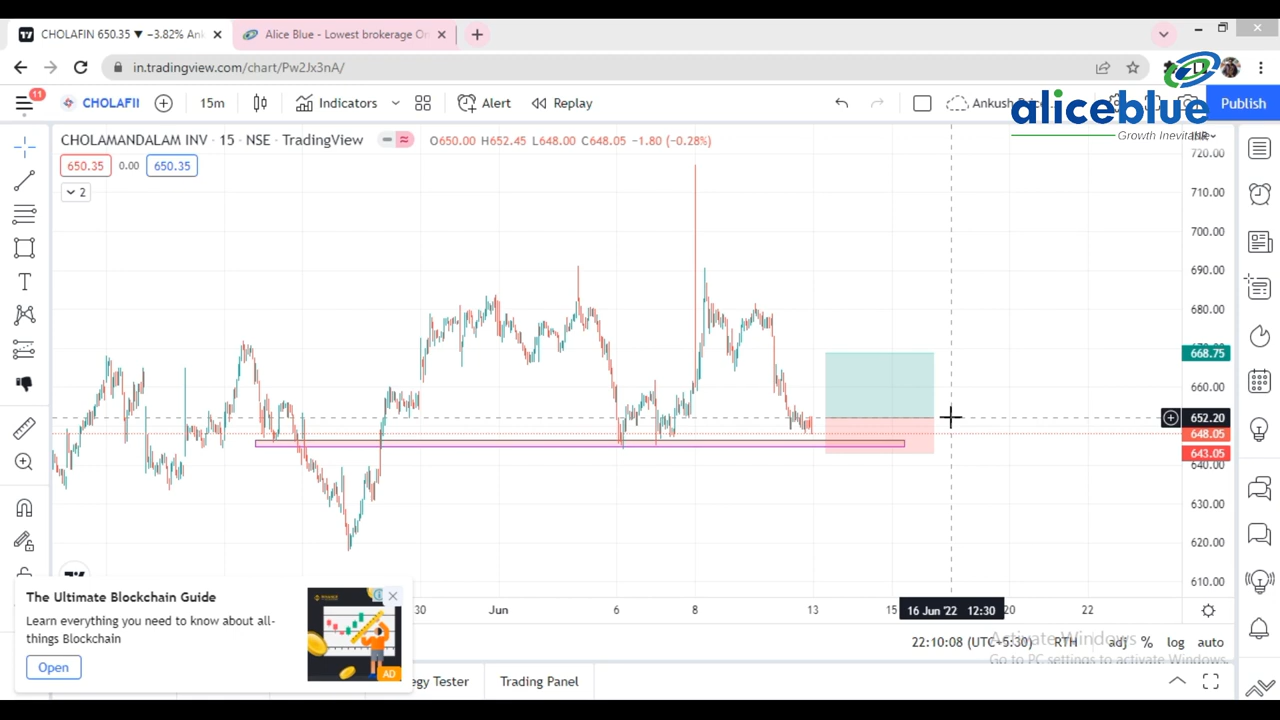 CHOLAFIN 650.35 ▼ −3.82% Ank
Alice Blue - Lowest brokerage On
in.tradingview.com/chart/Pw2Jx3nA/
11
CHOLAFII
15m
Indicators
Alert
Replay
Publish
aliceblue
Growth Inevitable
CHOLAMANDALAM INV · 15 · NSE · TradingView
O650.00 H652.45 L648.00 C648.05 −1.80 (−0.28%)
650.35
0.00
650.35
2
720.00
710.00
700.00
690.00
680.00
668.75
660.00
652.20
648.05
643.05
640.00
630.00
620.00
610.00
30
Jun
6
8
13
15
16 Jun '22 12:30
20
22
The Ultimate Blockchain Guide
Learn everything you need to know about all-
things Blockchain
Open
AD
22:10:08 (UTC+5:30)
RTH
adj
%
log
auto
Activate Windows
Go to PC settings to activate Windows.
egy Tester
Trading Panel